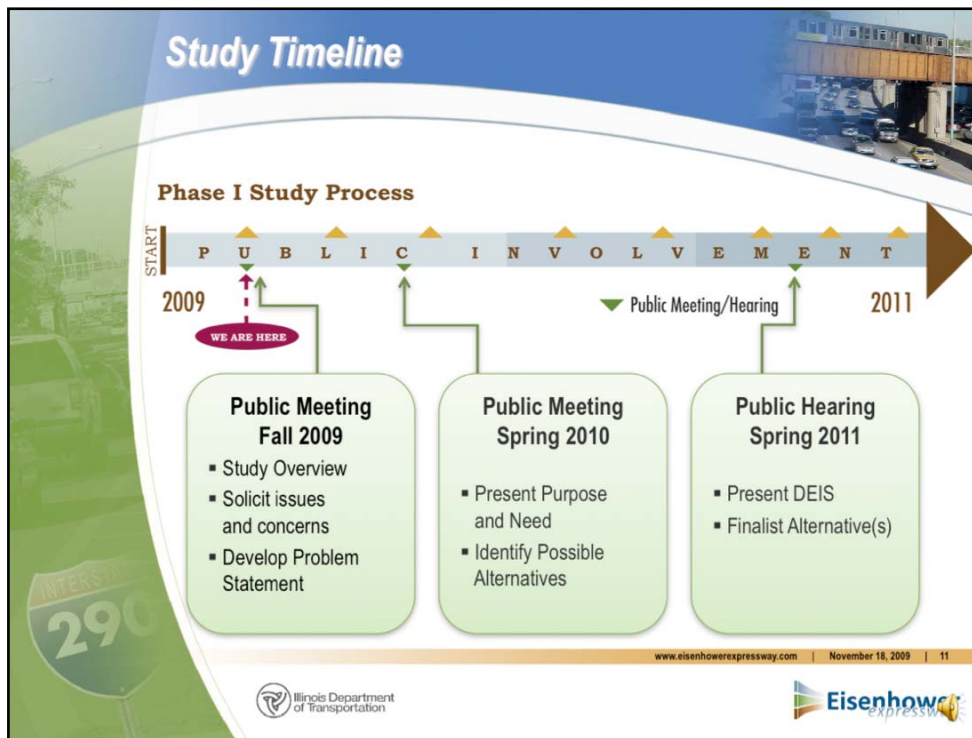 Study Timeline
Phase I Study Process
START
P U B L I C I N V O L V E M E N T
2009
Public Meeting/Hearing
2011
WE ARE HERE
Public Meeting
Fall 2009
▪ Study Overview
▪ Solicit issues
and concerns
▪ Develop Problem
Statement
Public Meeting
Spring 2010
▪ Present Purpose
and Need
▪ Identify Possible
Alternatives
Public Hearing
Spring 2011
▪ Present DEIS
▪ Finalist Alternative(s)
INTERSTATE
290
www.eisenhowerexpressway.com | November 18, 2009 | 11
Illinois Department
of Transportation
Eisenhower